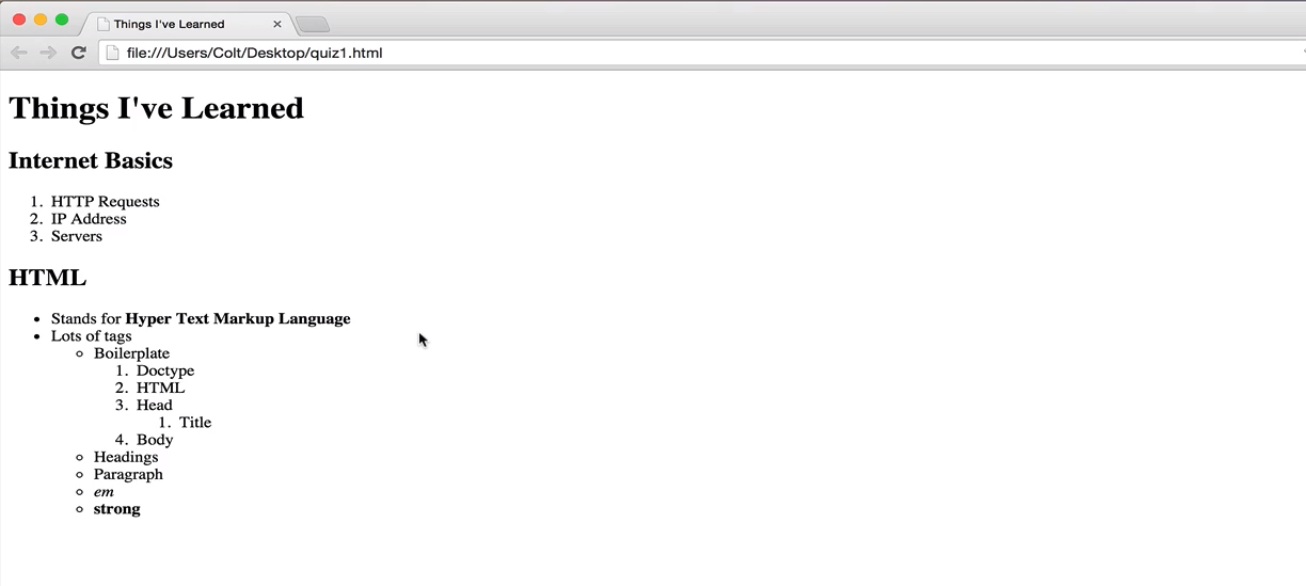 Things I've Learned
file:///Users/Colt/Desktop/quiz1.html
Things I've Learned
Internet Basics
1. HTTP Requests
2. IP Address
3. Servers
HTML
• Stands for Hyper Text Markup Language
• Lots of tags
◦ Boilerplate
1. Doctype
2. HTML
3. Head
1. Title
4. Body
◦ Headings
◦ Paragraph
◦ em
◦ strong